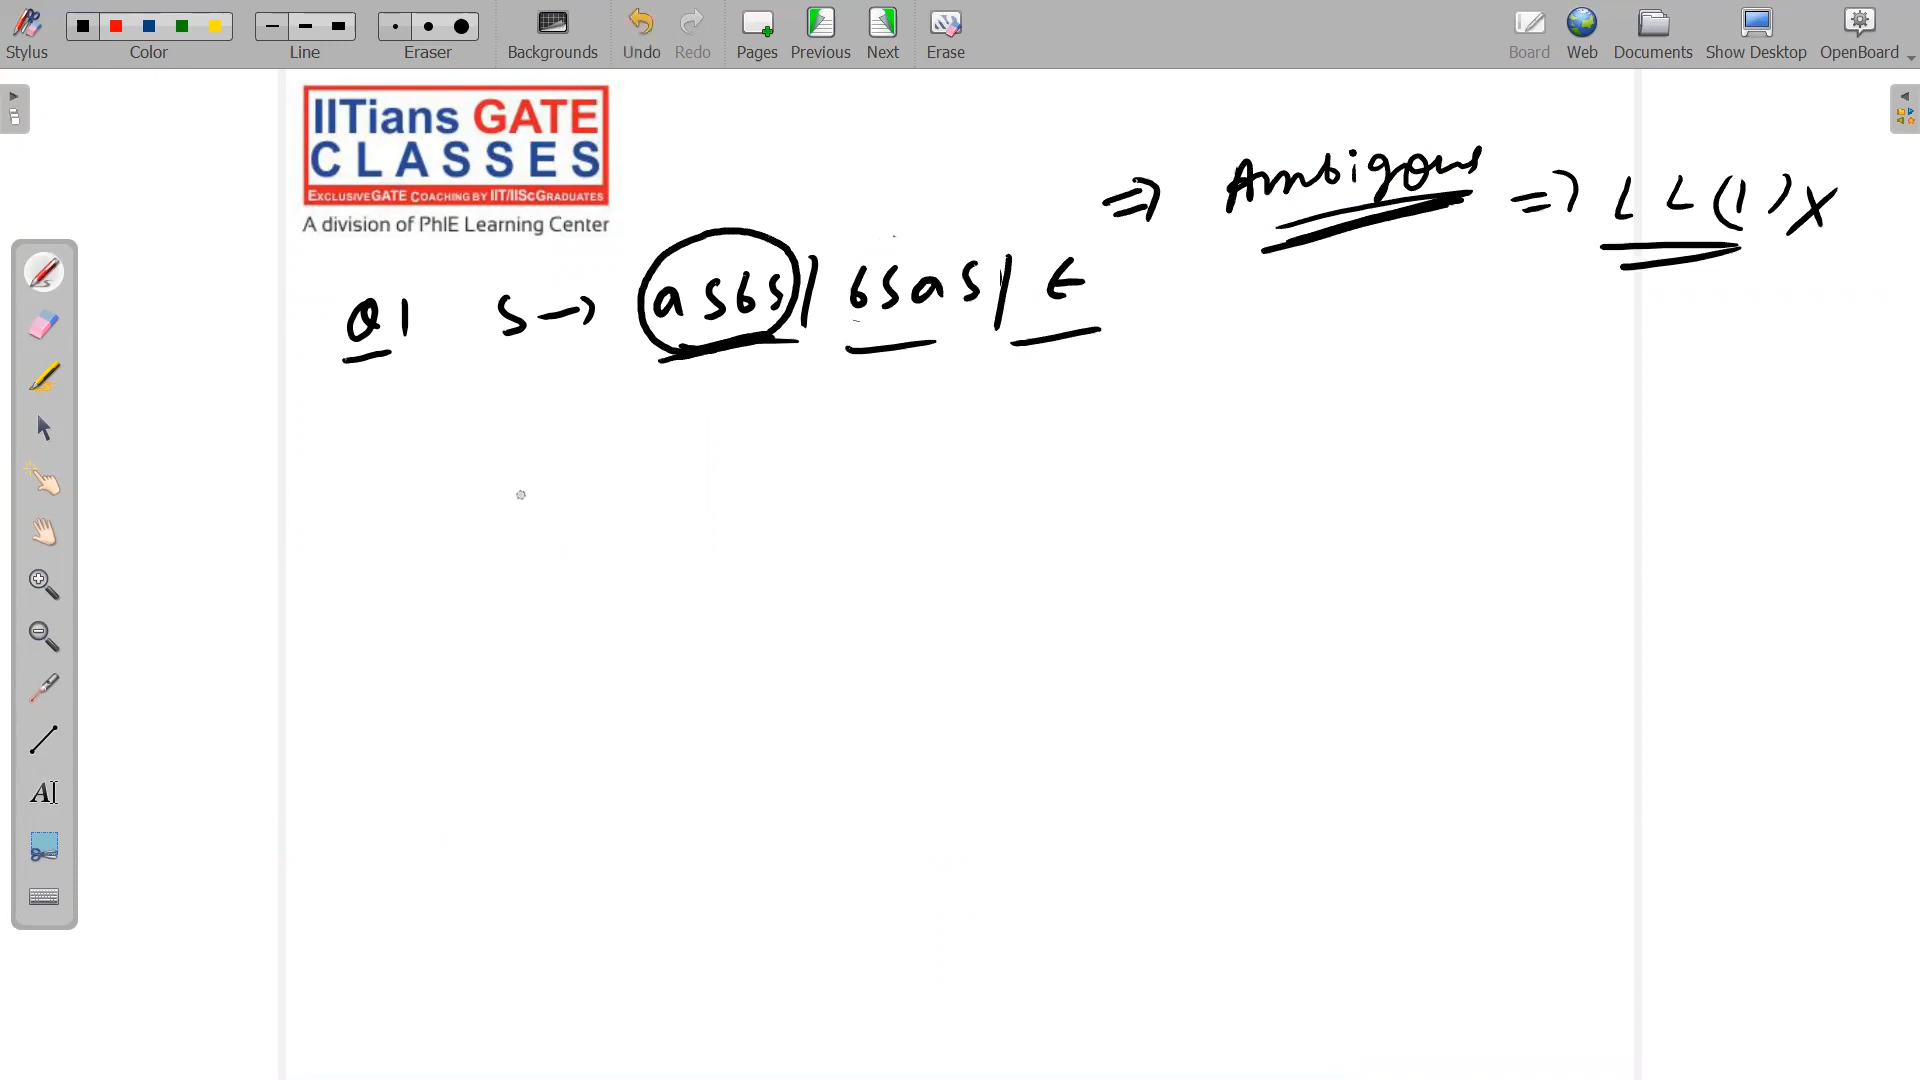 Stylus Color Line Eraser Backgrounds Undo Redo Pages Previous Next Erase Board Web Documents Show Desktop OpenBoard
IITians GATE
CLASSES
EXCLUSIVE GATE COACHING BY IIT/IISc GRADUATES
A division of PhIE Learning Center
⇒ Ambigous ⇒ LL(1) X
Q1 S → aSbS / bSaS / ϵ